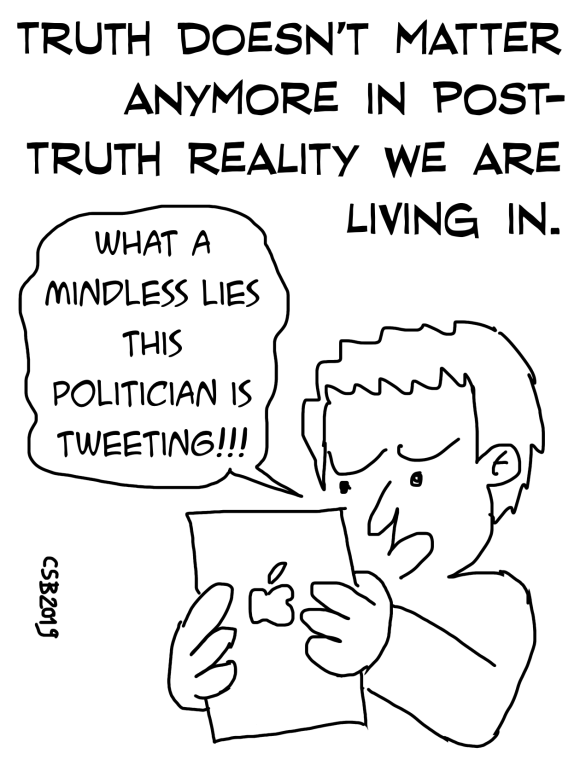 TRUTH DOESN'T MATTER
ANYMORE IN POST-
TRUTH REALITY WE ARE
LIVING IN.
WHAT A
MINDLESS LIES
THIS
POLITICIAN IS
TWEETING!!!
CSB2019